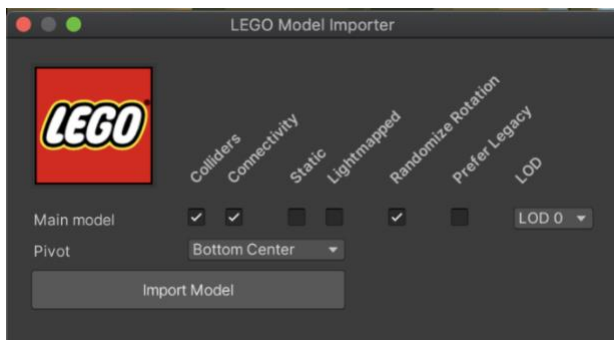 LEGO Model Importer
LEGO®
Colliders
Connectivity
Static
Lightmapped
Randomize Rotation
Prefer Legacy
LOD
Main model
LOD 0
Pivot
Bottom Center
Import Model